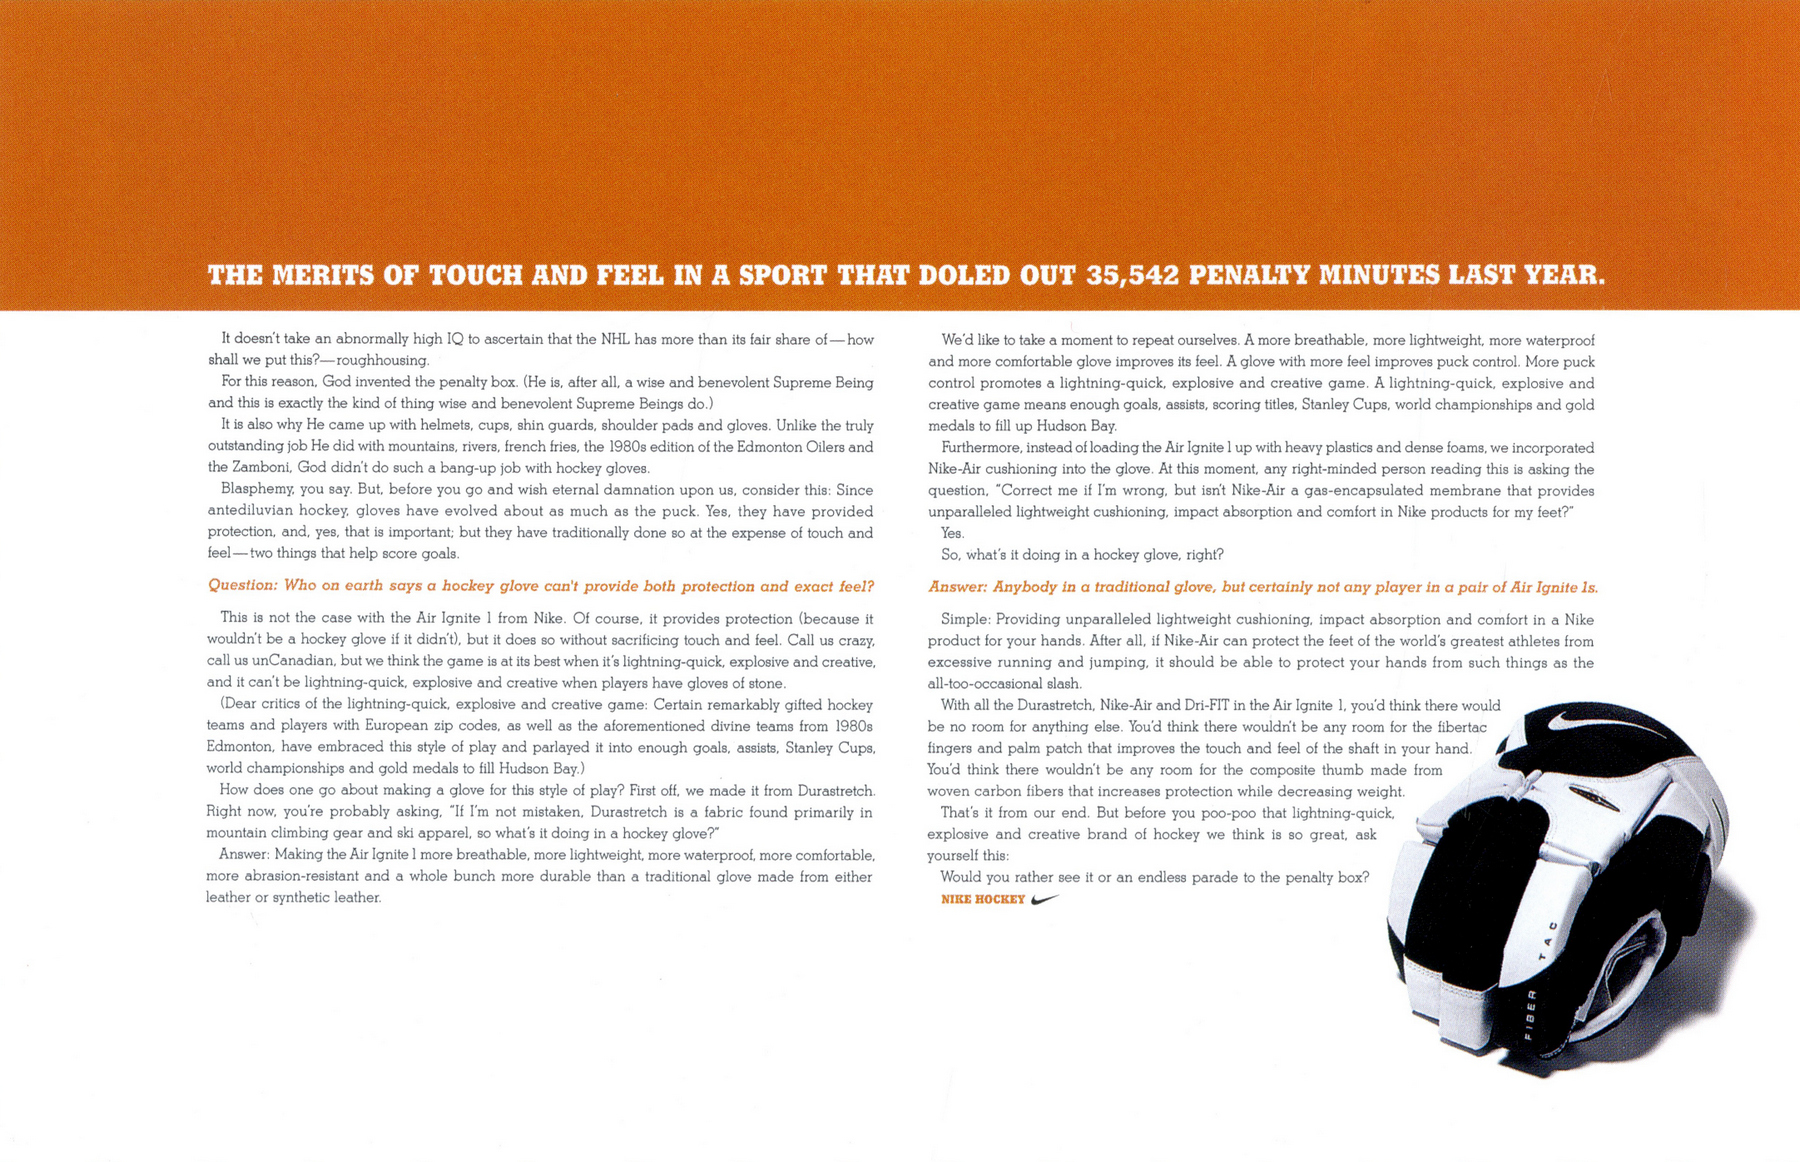 THE MERITS OF TOUCH AND FEEL IN A SPORT THAT DOLED OUT 35,542 PENALTY MINUTES LAST YEAR.
It doesn't take an abnormally high IQ to ascertain that the NHL has more than its fair share of—how
shall we put this?—roughhousing.
For this reason, God invented the penalty box. (He is, after all, a wise and benevolent Supreme Being
and this is exactly the kind of thing wise and benevolent Supreme Beings do.)
It is also why He came up with helmets, cups, shin guards, shoulder pads and gloves. Unlike the truly
outstanding job He did with mountains, rivers, french fries, the 1980s edition of the Edmonton Oilers and
the Zamboni, God didn't do such a bang-up job with hockey gloves.
Blasphemy, you say. But, before you go and wish eternal damnation upon us, consider this: Since
antediluvian hockey, gloves have evolved about as much as the puck. Yes, they have provided
protection, and, yes, that is important; but they have traditionally done so at the expense of touch and
feel—two things that help score goals.
Question: Who on earth says a hockey glove can't provide both protection and exact feel?
This is not the case with the Air Ignite 1 from Nike. Of course, it provides protection (because it
wouldn't be a hockey glove if it didn't), but it does so without sacrificing touch and feel. Call us crazy,
call us unCanadian, but we think the game is at its best when it's lightning-quick, explosive and creative,
and it can't be lightning-quick, explosive and creative when players have gloves of stone.
(Dear critics of the lightning-quick, explosive and creative game: Certain remarkably gifted hockey
teams and players with European zip codes, as well as the aforementioned divine teams from 1980s
Edmonton, have embraced this style of play and parlayed it into enough goals, assists, Stanley Cups,
world championships and gold medals to fill Hudson Bay.)
How does one go about making a glove for this style of play? First off, we made it from Durastretch.
Right now, you're probably asking, "If I'm not mistaken, Durastretch is a fabric found primarily in
mountain climbing gear and ski apparel, so what's it doing in a hockey glove?"
Answer: Making the Air Ignite 1 more breathable, more lightweight, more waterproof, more comfortable,
more abrasion-resistant and a whole bunch more durable than a traditional glove made from either
leather or synthetic leather.
We'd like to take a moment to repeat ourselves. A more breathable, more lightweight, more waterproof
and more comfortable glove improves its feel. A glove with more feel improves puck control. More puck
control promotes a lightning-quick, explosive and creative game. A lightning-quick, explosive and
creative game means enough goals, assists, scoring titles, Stanley Cups, world championships and gold
medals to fill up Hudson Bay.
Furthermore, instead of loading the Air Ignite 1 up with heavy plastics and dense foams, we incorporated
Nike-Air cushioning into the glove. At this moment, any right-minded person reading this is asking the
question, "Correct me if I'm wrong, but isn't Nike-Air a gas-encapsulated membrane that provides
unparalleled lightweight cushioning, impact absorption and comfort in Nike products for my feet?"
Yes.
So, what's it doing in a hockey glove, right?
Answer: Anybody in a traditional glove, but certainly not any player in a pair of Air Ignite 1s.
Simple: Providing unparalleled lightweight cushioning, impact absorption and comfort in a Nike
product for your hands. After all, if Nike-Air can protect the feet of the world's greatest athletes from
excessive running and jumping, it should be able to protect your hands from such things as the
all-too-occasional slash.
With all the Durastretch, Nike-Air and Dri-FIT in the Air Ignite 1, you'd think there would
be no room for anything else. You'd think there wouldn't be any room for the fibertac
fingers and palm patch that improves the touch and feel of the shaft in your hand.
You'd think there wouldn't be any room for the composite thumb made from
woven carbon fibers that increases protection while decreasing weight.
That's it from our end. But before you poo-poo that lightning-quick,
explosive and creative brand of hockey we think is so great, ask
yourself this:
Would you rather see it or an endless parade to the penalty box?
NIKE HOCKEY
FIBER TAC